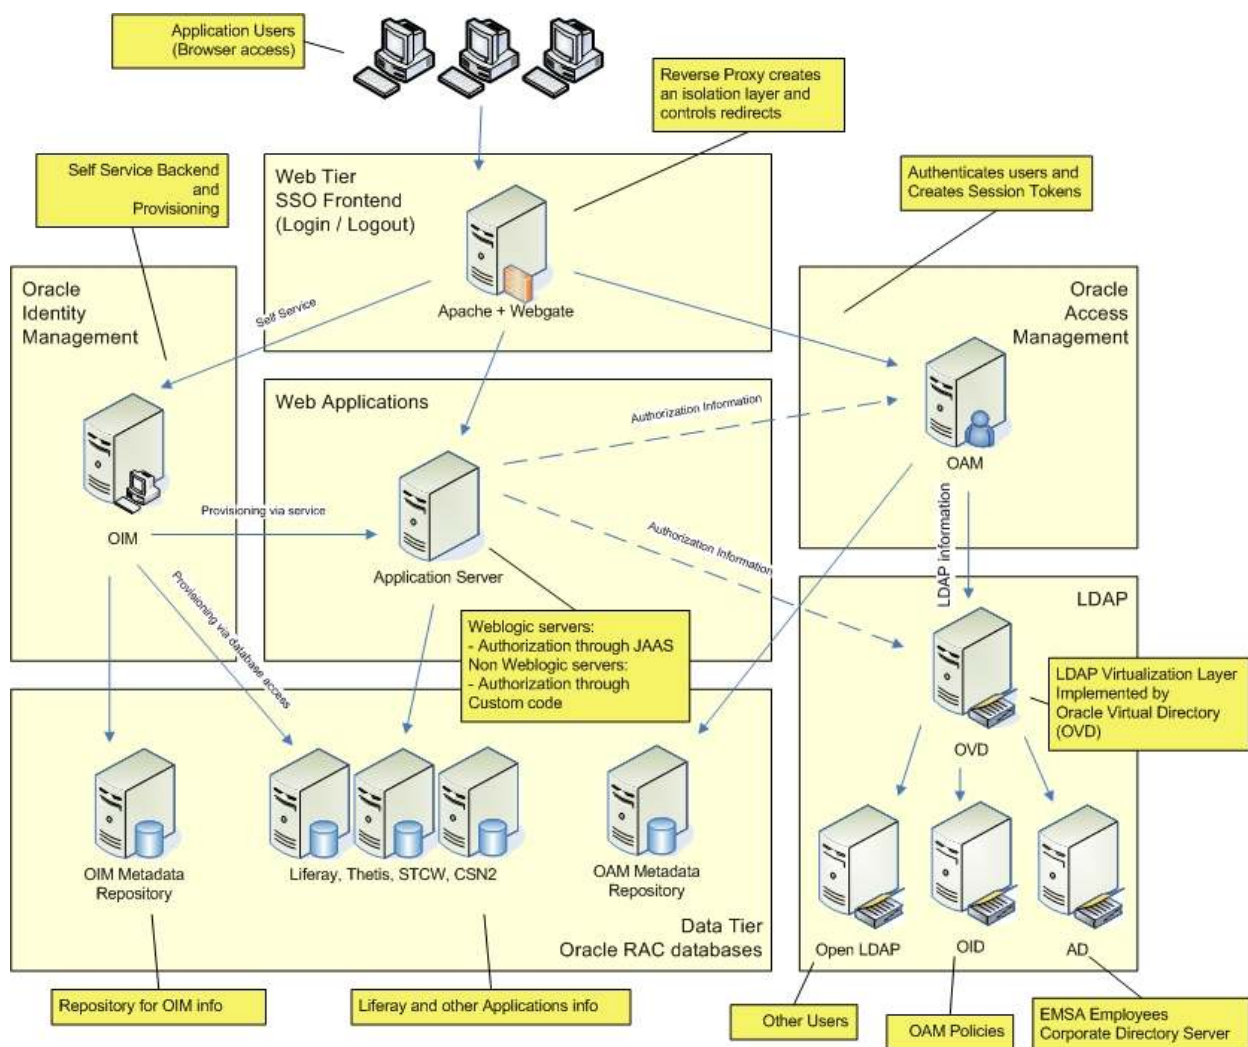 Application Users
(Browser access)
Reverse Proxy creates
an isolation layer and
controls redirects
Self Service Backend
and
Provisioning
Web Tier
SSO Frontend
(Login / Logout)
Authenticates users and
Creates Session Tokens
Oracle
Identity
Management
Self Service
Apache + Webgate
Oracle
Access
Management
Web Applications
Authorization Information
OAM
Provisioning via service
OIM
Application Server
Authorization Information
LDAP information
Provisioning via database access
LDAP
Weblogic servers:
- Authorization through JAAS
Non Weblogic servers:
- Authorization through
Custom code
LDAP Virtualization Layer
Implemented by
Oracle Virtual Directory
(OVD)
OVD
OIM Metadata
Repository
Liferay, Thetis, STCW, CSN2
OAM Metadata
Repository
Data Tier
Oracle RAC databases
Open LDAP
OID
AD
Repository for OIM info
Liferay and other Applications info
Other Users
OAM Policies
EMSA Employees
Corporate Directory Server